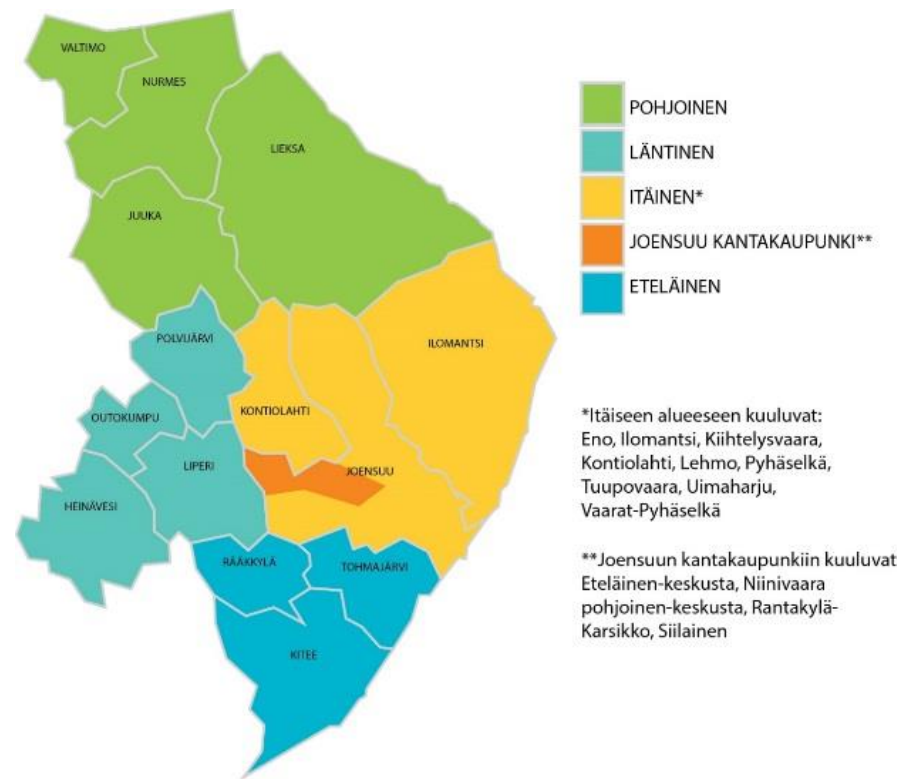 VALTIMO
NURMES
LIEKSA
JUUKA
POLVIJÄRVI
ILOMANTSI
KONTIOLAHTI
OUTOKUMPU
LIPERI
JOENSUU
HEINÄVESI
RÄÄKKYLÄ
TOHMAJÄRVI
KITEE
POHJOINEN
LÄNTINEN
ITÄINEN*
JOENSUU KANTAKAUPUNKI**
ETELÄINEN
*Itäiseen alueeseen kuuluvat:
Eno, Ilomantsi, Kiihtelysvaara,
Kontiolahti, Lehmo, Pyhäselkä,
Tuupovaara, Uimaharju,
Vaarat-Pyhäselkä
**Joensuun kantakaupunkiin kuuluvat
Eteläinen-keskusta, Niinivaara
pohjoinen-keskusta, Rantakylä-
Karsikko, Siilainen